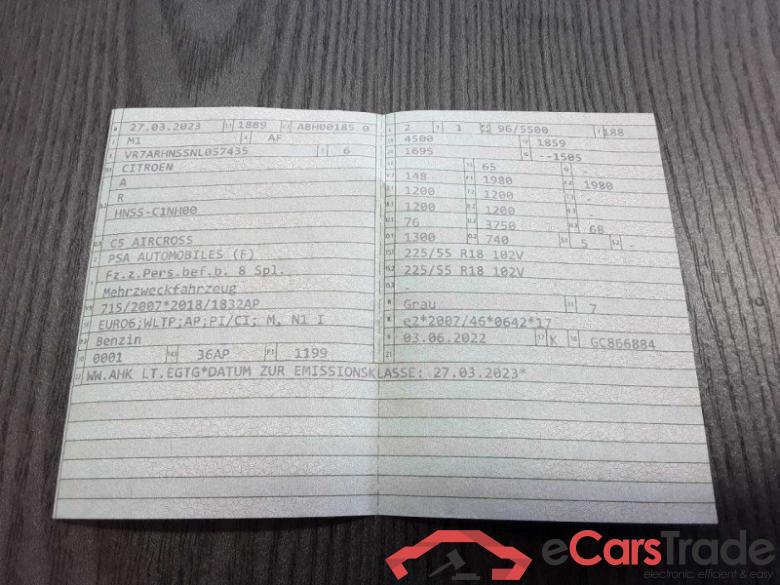 27.03.2023 1889 ABH00185 0
M1 AF
VR7ARHNSSNL057435 6
CITROEN
A
R
HNSS-C1NH00
C5 AIRCROSS
PSA AUTOMOBILES (F)
Fz.z.Pers.bef.b. 8 Spl.
Mehrzweckfahrzeug
715/2007*2018/1832AP
EURO6;WLTP;AP;PI/CI; M, N1 I
Benzin
0001 36AP 1199
WW.AHK LT.EGTG*DATUM ZUR EMISSIONSKLASSE: 27.03.2023*
2 1 96/5500 188
4500 1859
1695 --1505
65 -
148 1980 1980
1200 1200 -
1200 1200 -
76 3750 68
1300 740 5 -
225/55 R18 102V
225/55 R18 102V
-
Grau 7
e2*2007/46*0642*17
03.06.2022 K GC866884
eCarsTrade
electronic, efficient & easy